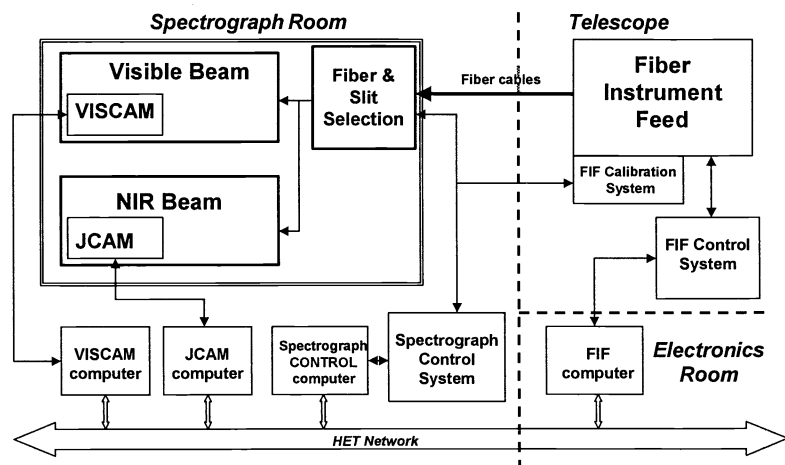 Spectrograph Room
Telescope
Visible Beam
VISCAM
Fiber &
Slit
Selection
Fiber cables
Fiber
Instrument
Feed
FIF Calibration
System
NIR Beam
JCAM
FIF Control
System
VISCAM
computer
JCAM
computer
Spectrograph
CONTROL
computer
Spectrograph
Control
System
FIF
computer
Electronics
Room
HET Network